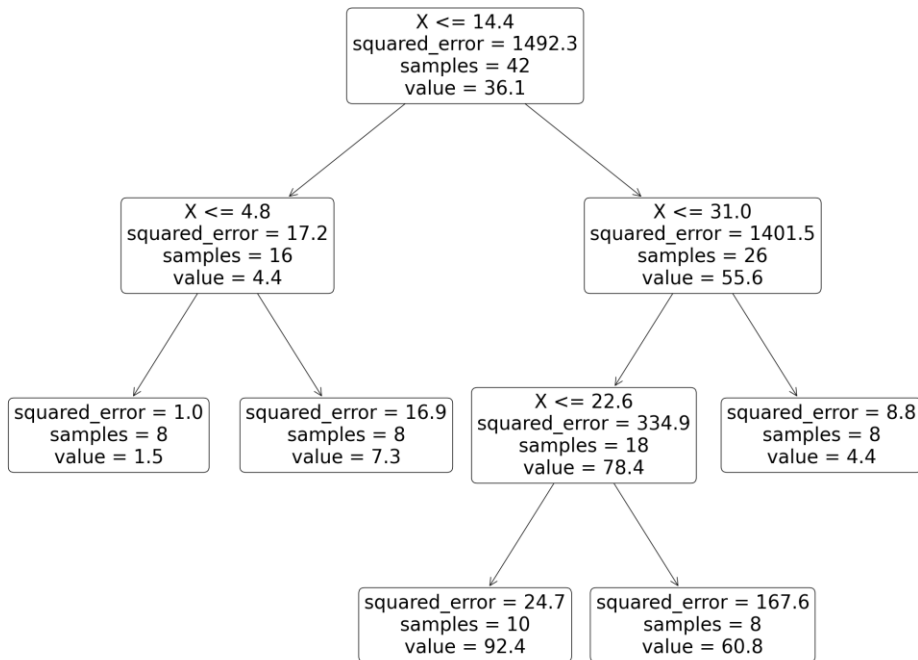 X <= 14.4
squared_error = 1492.3
samples = 42
value = 36.1
X <= 4.8
squared_error = 17.2
samples = 16
value = 4.4
X <= 31.0
squared_error = 1401.5
samples = 26
value = 55.6
squared_error = 1.0
samples = 8
value = 1.5
squared_error = 16.9
samples = 8
value = 7.3
X <= 22.6
squared_error = 334.9
samples = 18
value = 78.4
squared_error = 8.8
samples = 8
value = 4.4
squared_error = 24.7
samples = 10
value = 92.4
squared_error = 167.6
samples = 8
value = 60.8